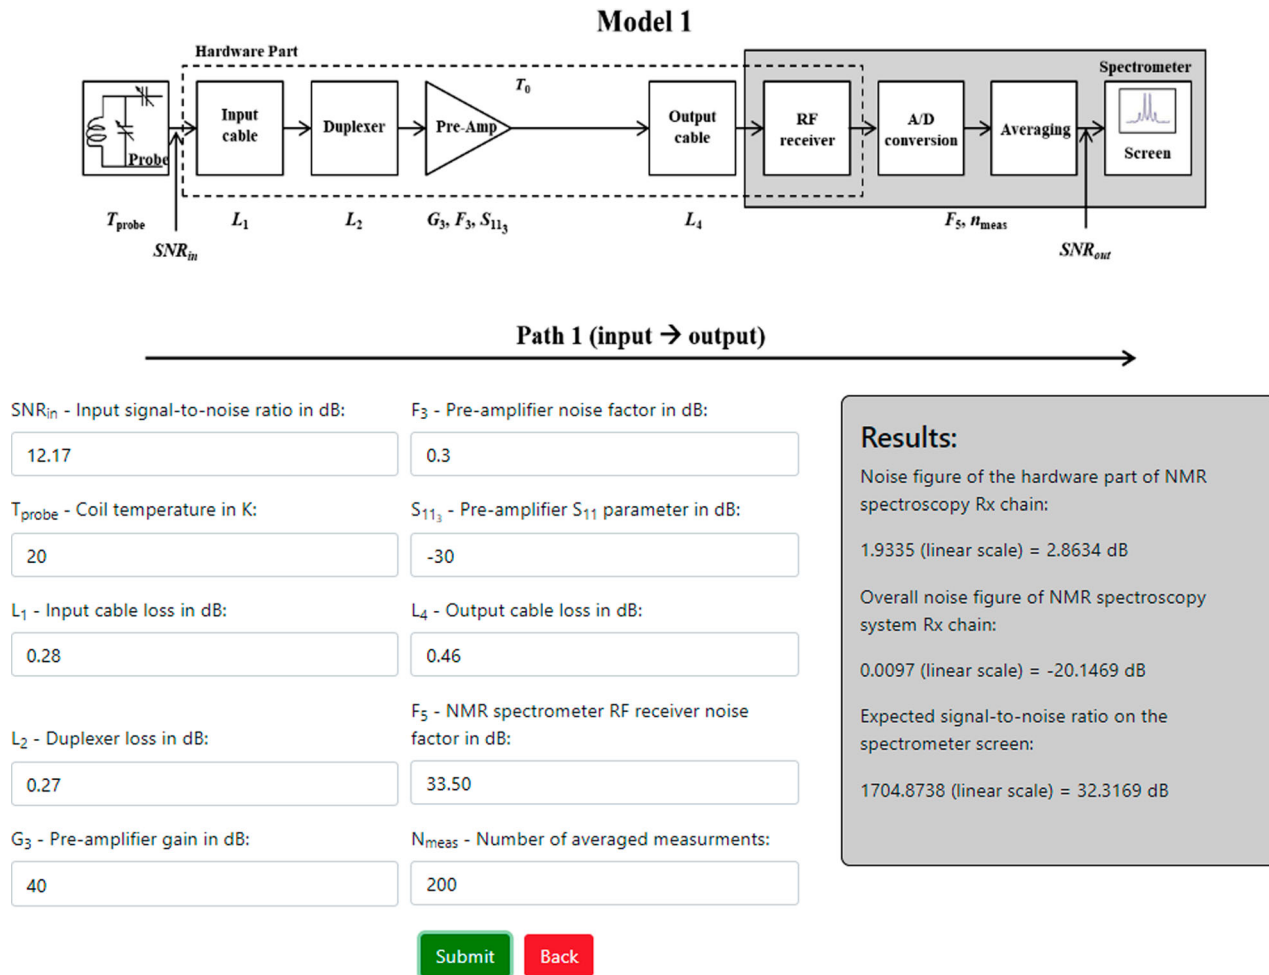 Model 1
Hardware Part
Spectrometer
T0
Input cable
Duplexer
Pre-Amp
Output cable
RF receiver
A/D conversion
Averaging
Screen
Probe
Tprobe
L1
L2
G3, F3, S113
L4
F5, nmeas
SNRin
SNRout
Path 1 (input → output)
SNRin - Input signal-to-noise ratio in dB:
12.17
F3 - Pre-amplifier noise factor in dB:
0.3
Tprobe - Coil temperature in K:
20
S113 - Pre-amplifier S11 parameter in dB:
-30
L1 - Input cable loss in dB:
0.28
L4 - Output cable loss in dB:
0.46
L2 - Duplexer loss in dB:
0.27
F5 - NMR spectrometer RF receiver noise
factor in dB:
33.50
G3 - Pre-amplifier gain in dB:
40
Nmeas - Number of averaged measurments:
200
Submit
Back
Results:
Noise figure of the hardware part of NMR
spectroscopy Rx chain:
1.9335 (linear scale) = 2.8634 dB
Overall noise figure of NMR spectroscopy
system Rx chain:
0.0097 (linear scale) = -20.1469 dB
Expected signal-to-noise ratio on the
spectrometer screen:
1704.8738 (linear scale) = 32.3169 dB